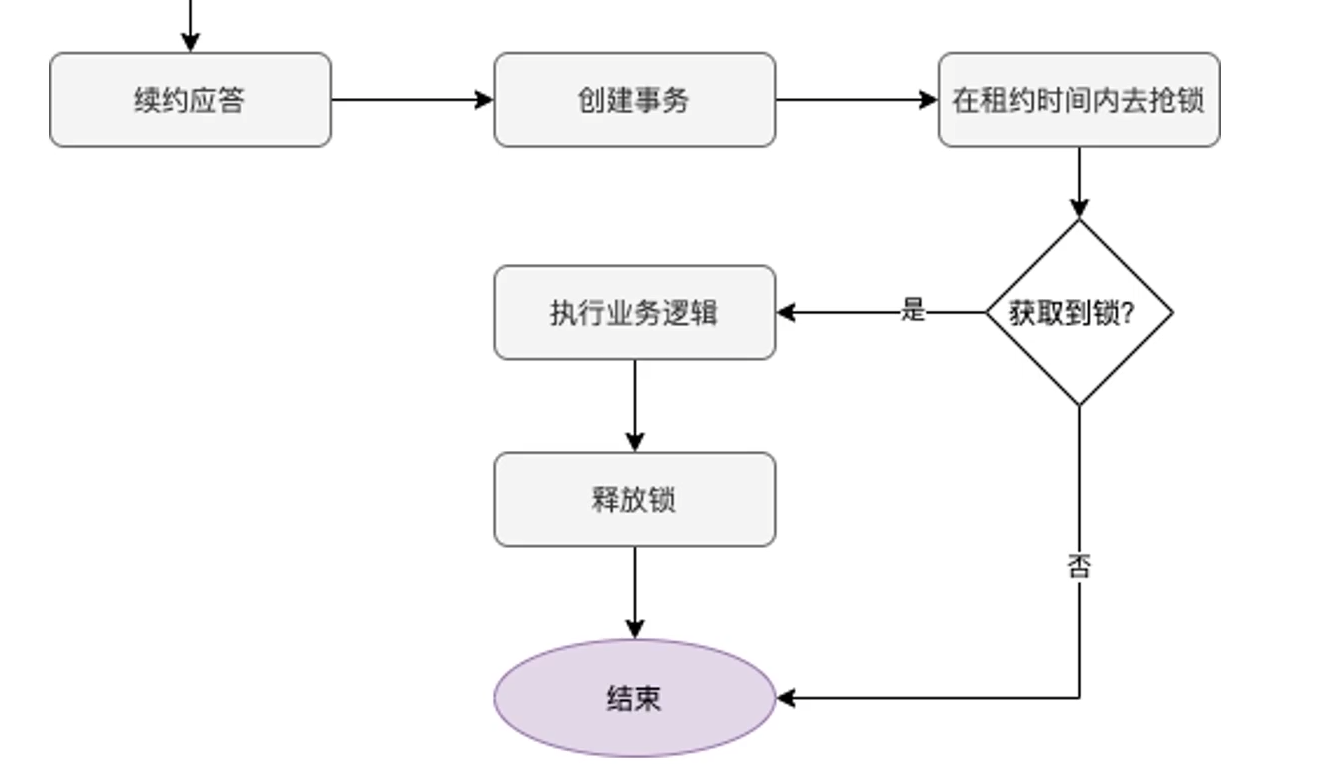 续约应答
创建事务
在租约时间内去抢锁
执行业务逻辑
是
获取到锁？
释放锁
否
结束